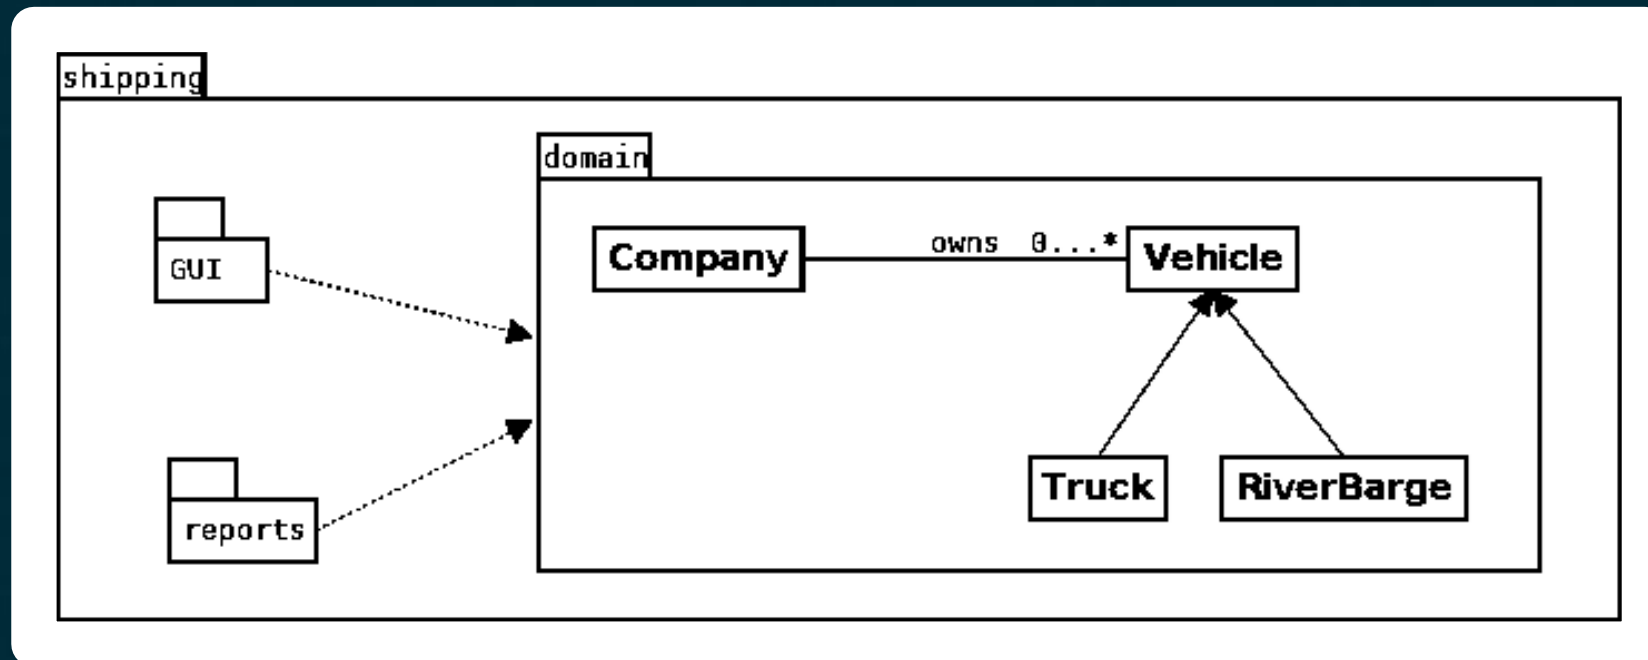 shipping
domain
Company
owns 0...*
Vehicle
GUI
reports
Truck
RiverBarge